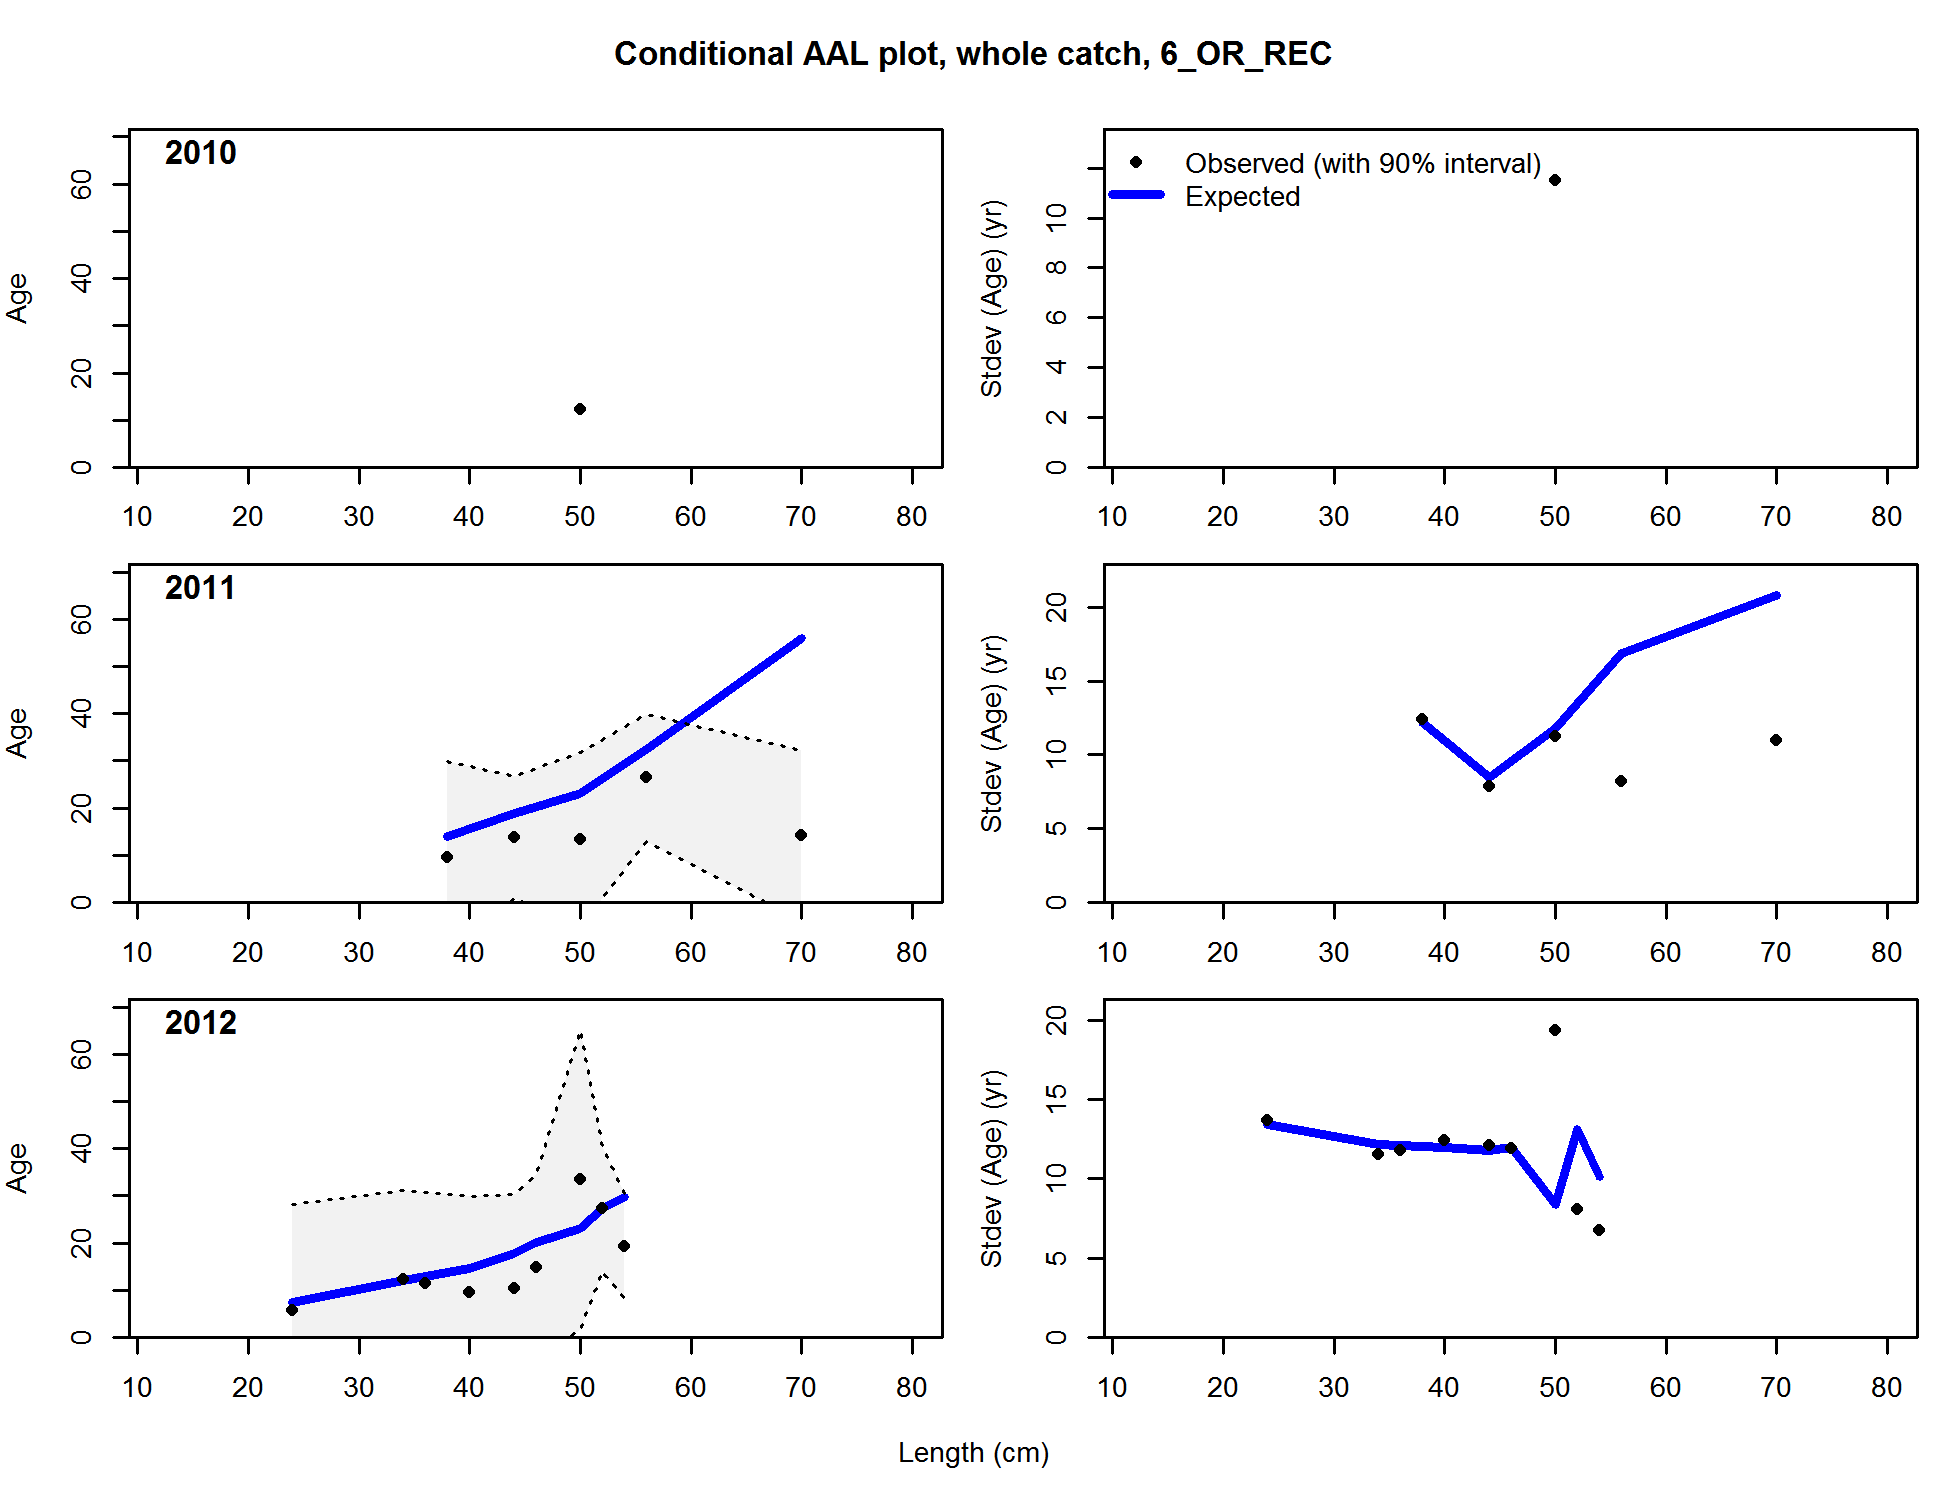 Conditional AAL plot, whole catch, 6_OR_REC
2010
Age
0 20 40 60
10 20 30 40 50 60 70 80
Observed (with 90% interval)
Expected
Stdev (Age) (yr)
0 2 4 6 8 10
10 20 30 40 50 60 70 80
2011
Age
0 20 40 60
10 20 30 40 50 60 70 80
Stdev (Age) (yr)
0 5 10 15 20
10 20 30 40 50 60 70 80
2012
Age
0 20 40 60
10 20 30 40 50 60 70 80
Stdev (Age) (yr)
0 5 10 15 20
10 20 30 40 50 60 70 80
Length (cm)